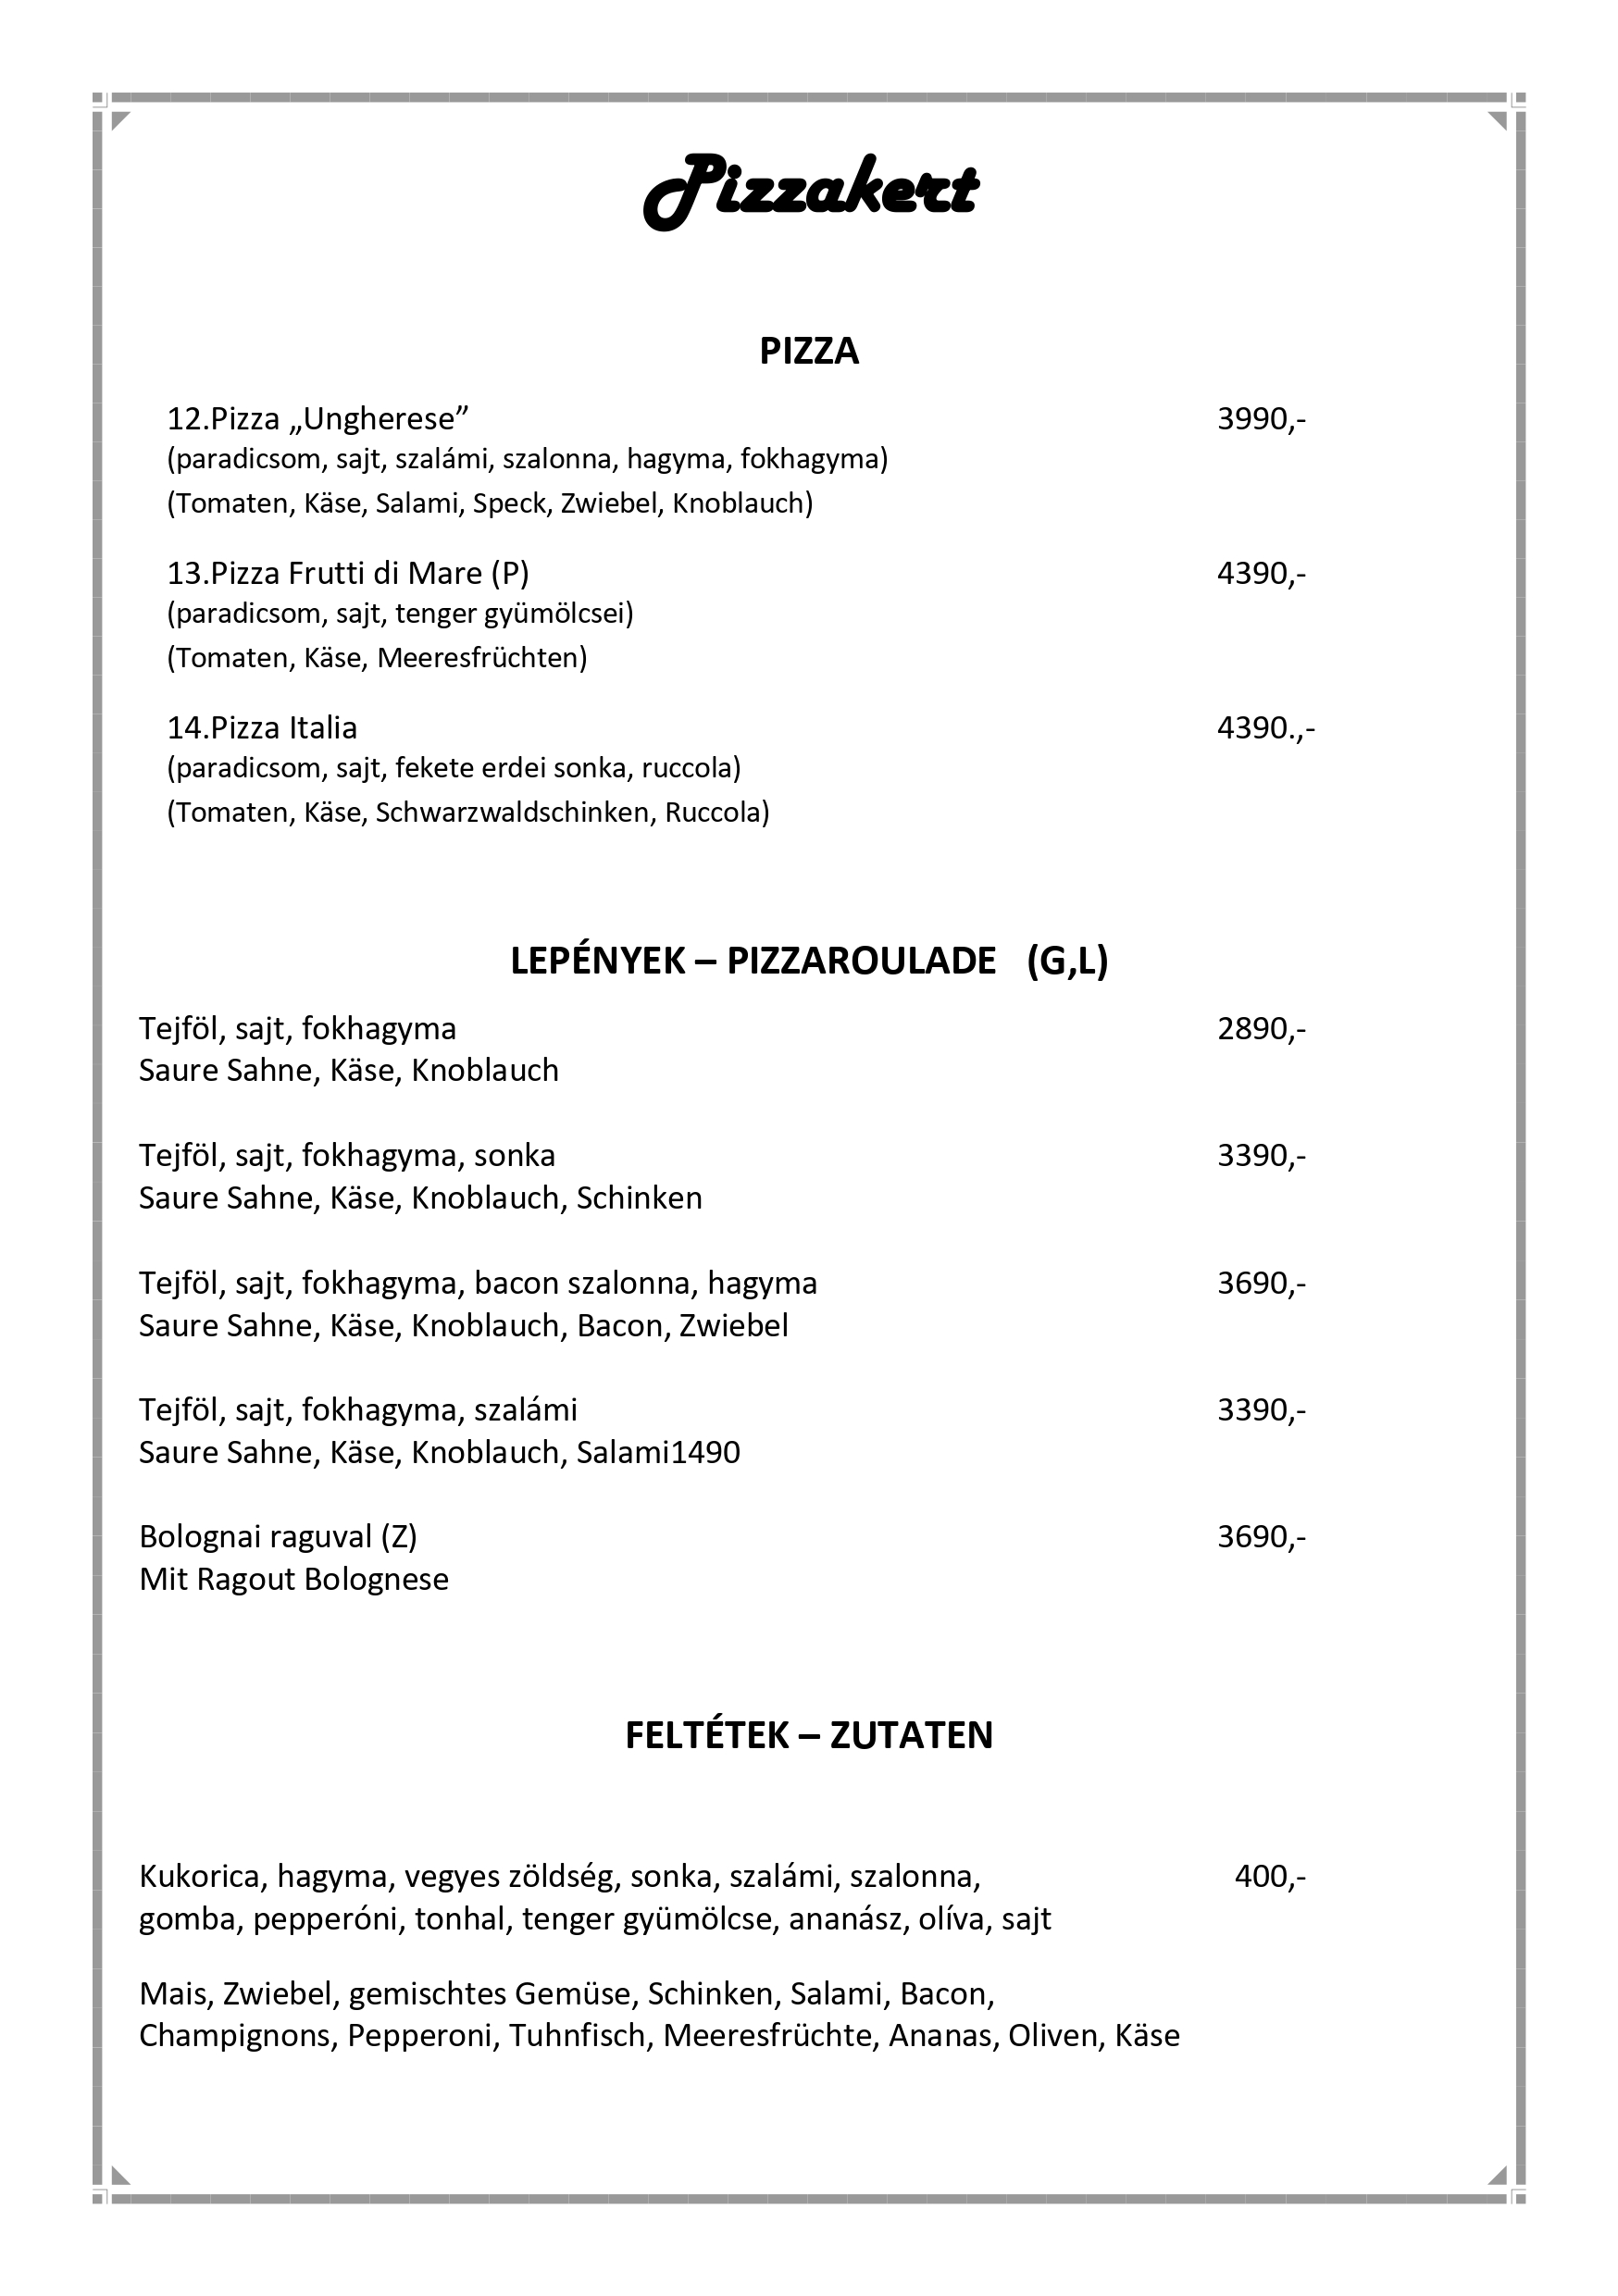 Pizzakert
PIZZA
12.Pizza „Ungherese” 3990,-
(paradicsom, sajt, szalámi, szalonna, hagyma, fokhagyma)
(Tomaten, Käse, Salami, Speck, Zwiebel, Knoblauch)
13.Pizza Frutti di Mare (P) 4390,-
(paradicsom, sajt, tenger gyümölcsei)
(Tomaten, Käse, Meeresfrüchten)
14.Pizza Italia 4390.,-
(paradicsom, sajt, fekete erdei sonka, ruccola)
(Tomaten, Käse, Schwarzwaldschinken, Ruccola)
LEPÉNYEK – PIZZAROULADE (G,L)
Tejföl, sajt, fokhagyma 2890,-
Saure Sahne, Käse, Knoblauch
Tejföl, sajt, fokhagyma, sonka 3390,-
Saure Sahne, Käse, Knoblauch, Schinken
Tejföl, sajt, fokhagyma, bacon szalonna, hagyma 3690,-
Saure Sahne, Käse, Knoblauch, Bacon, Zwiebel
Tejföl, sajt, fokhagyma, szalámi 3390,-
Saure Sahne, Käse, Knoblauch, Salami1490
Bolognai raguval (Z) 3690,-
Mit Ragout Bolognese
FELTÉTEK – ZUTATEN
Kukorica, hagyma, vegyes zöldség, sonka, szalámi, szalonna, 400,-
gomba, pepperóni, tonhal, tenger gyümölcse, ananász, olíva, sajt
Mais, Zwiebel, gemischtes Gemüse, Schinken, Salami, Bacon,
Champignons, Pepperoni, Tuhnfisch, Meeresfrüchte, Ananas, Oliven, Käse